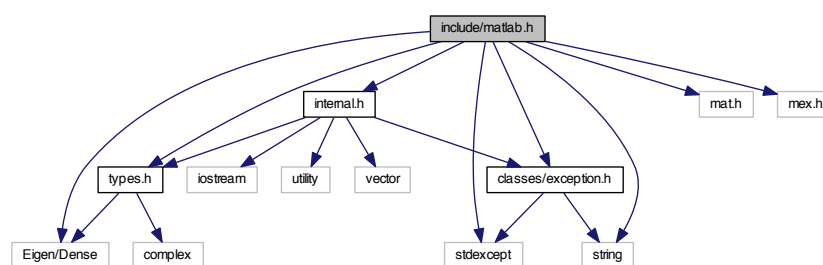 include/matlab.h
internal.h
mat.h
mex.h
types.h
iostream
utility
vector
classes/exception.h
Eigen/Dense
complex
stdexcept
string